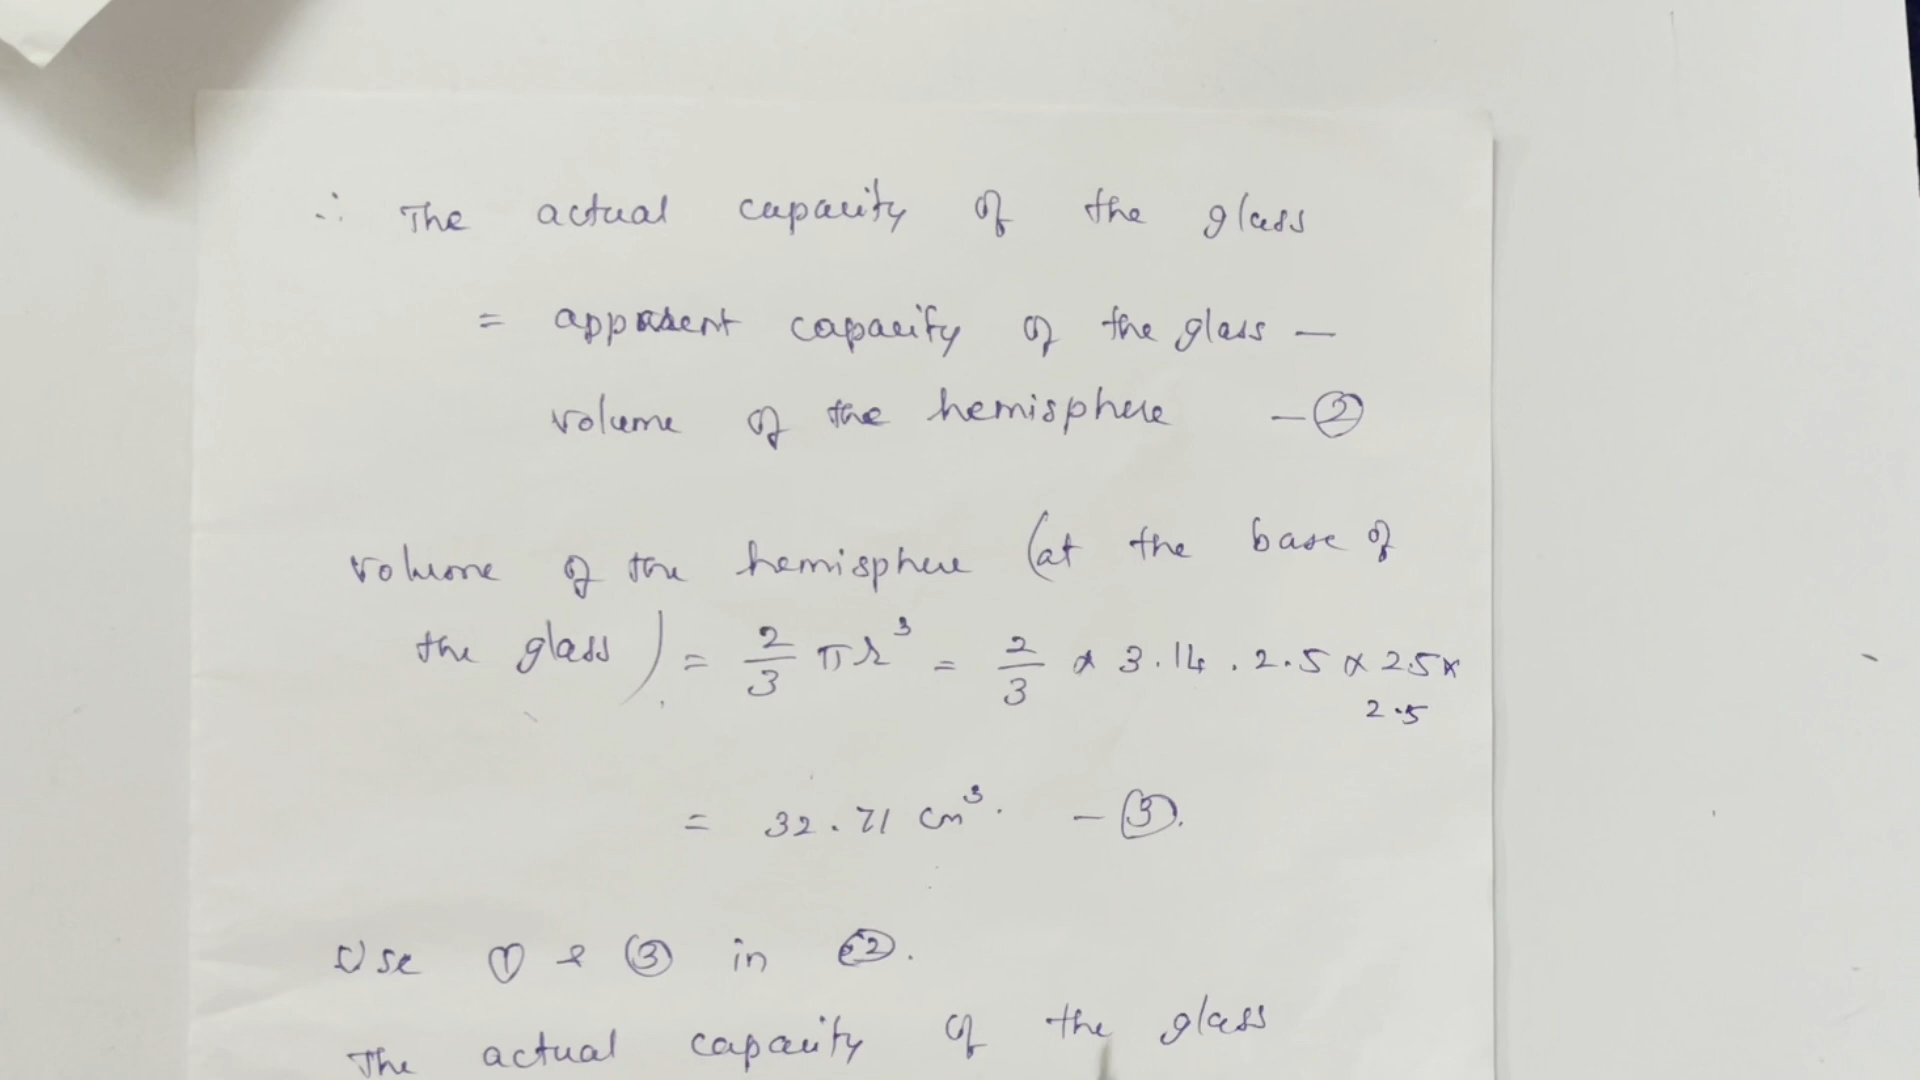 ∴ The actual capacity of the glass
= apparent capacity of the glass —
volume of the hemisphere — ②
volume of the hemisphere (at the base of
the glass) = 2/3 πr³ = 2/3 × 3.14 . 2.5 × 2.5 ×
2.5
= 32.71 cm³. — ③.
Use ① & ③ in ②.
The actual capacity of the glass